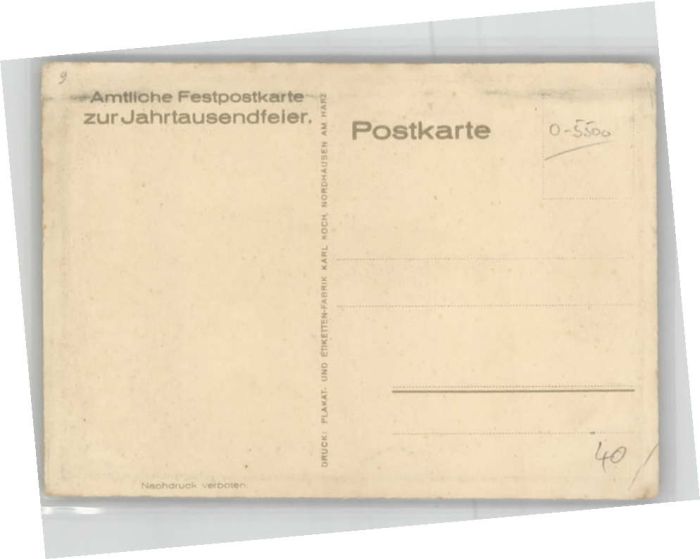 9
Amtliche Festpostkarte
zur Jahrtausendfeier.
DRUCK: PLAKAT- UND ETIKETTEN-FABRIK KARL KOCH, NORDHAUSEN AM HARZ
Postkarte
O-5500
40
Nachdruck verboten.